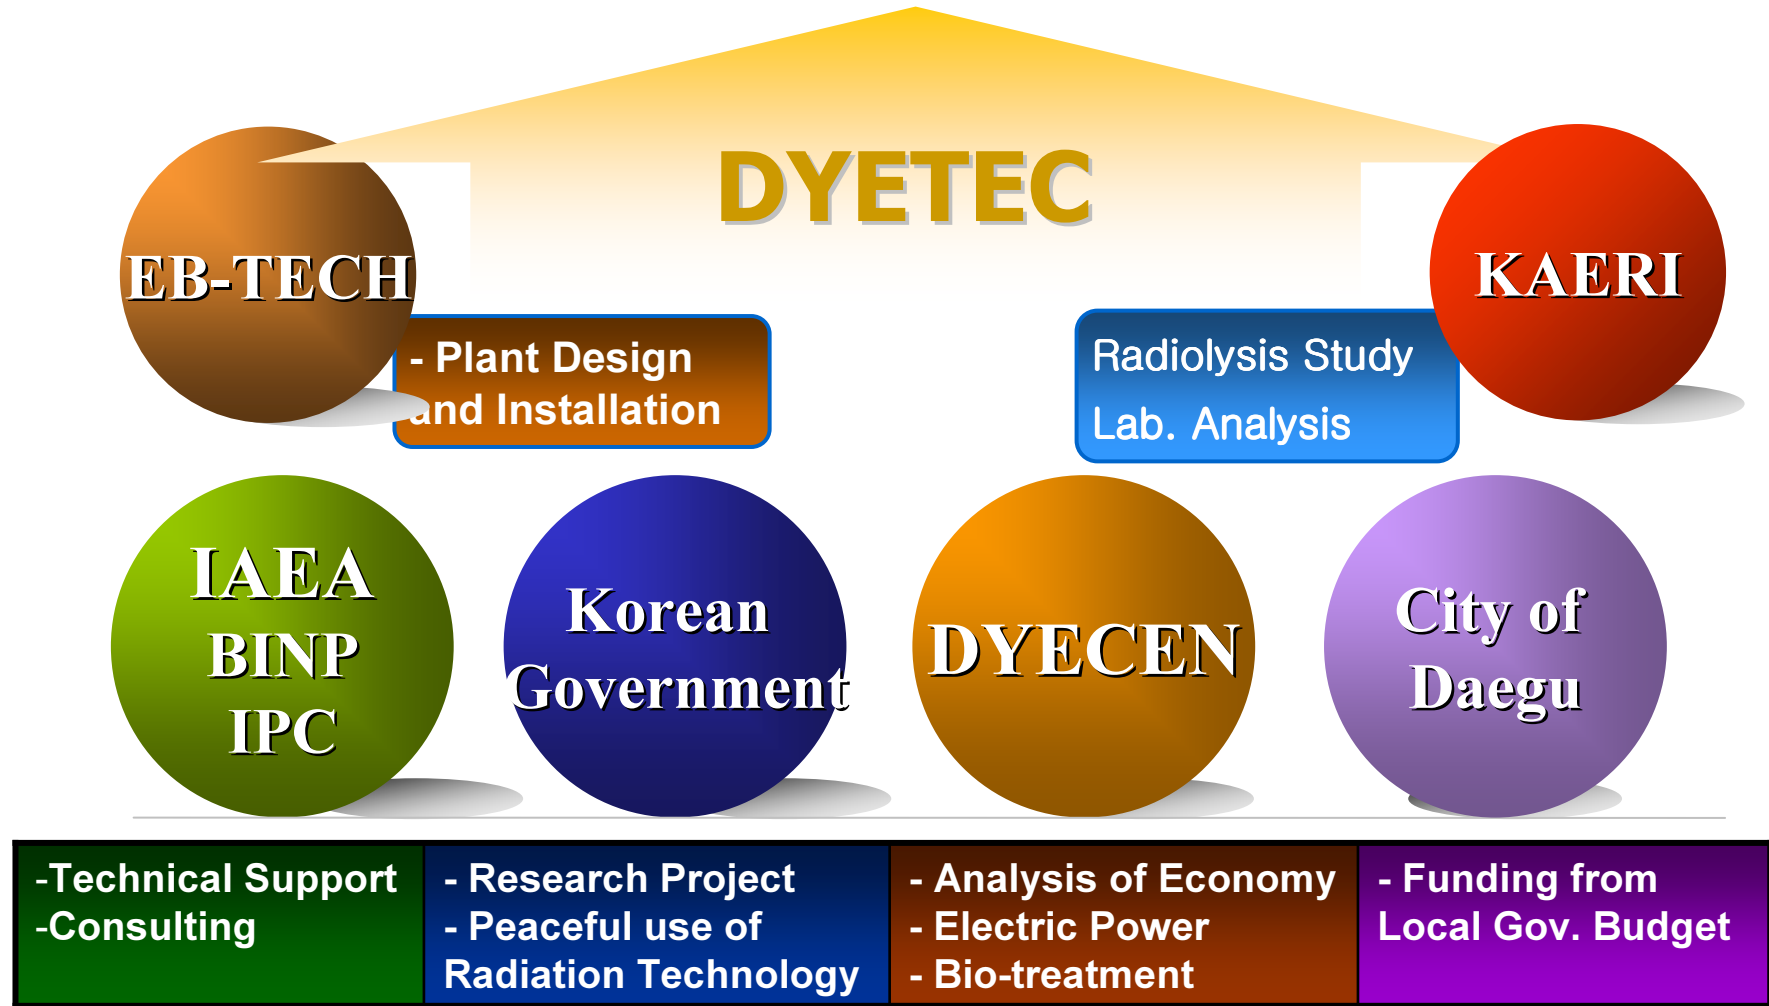 DYETEC
EB-TECH
KAERI
- Plant Design
and Installation
Radiolysis Study
Lab. Analysis
IAEA
BINP
IPC
Korean
Government
DYECEN
City of
Daegu
-Technical Support
-Consulting
- Research Project
- Peaceful use of
Radiation Technology
- Analysis of Economy
- Electric Power
- Bio-treatment
- Funding from
Local Gov. Budget